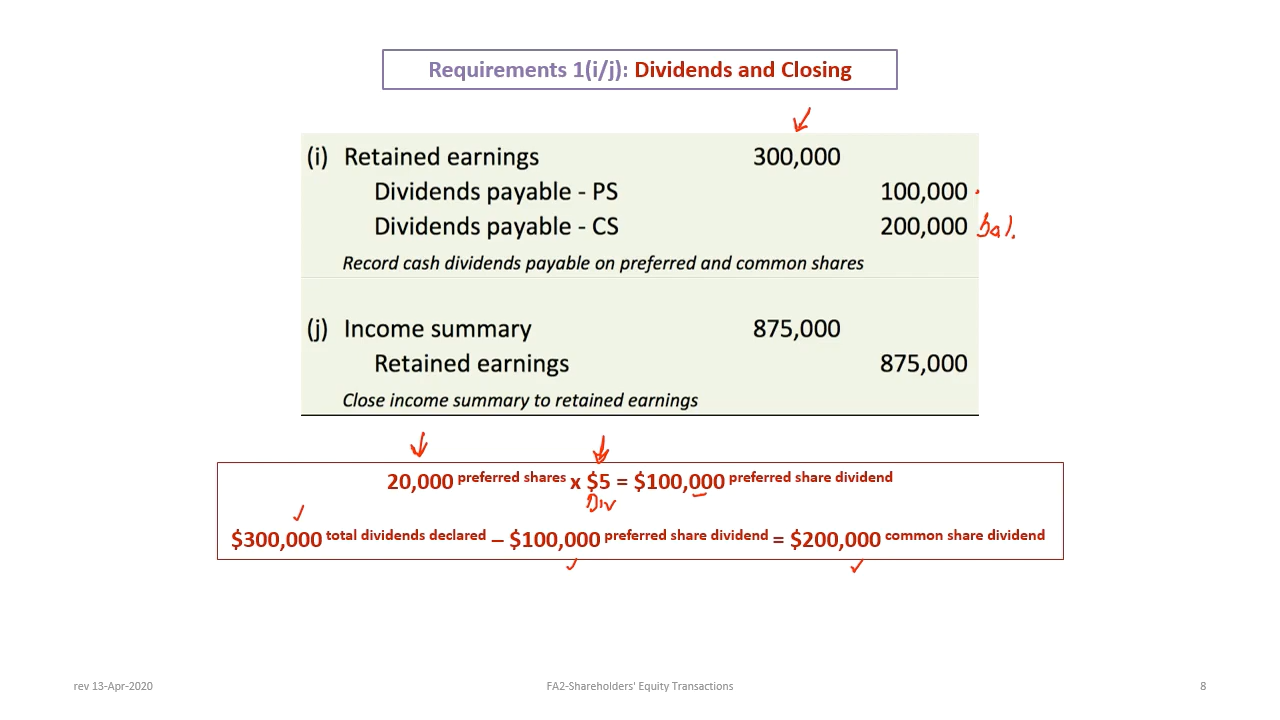 Requirements 1(i/j): Dividends and Closing
(i) Retained earnings 300,000
Dividends payable - PS 100,000
Dividends payable - CS 200,000 bal.
Record cash dividends payable on preferred and common shares
(j) Income summary 875,000
Retained earnings 875,000
Close income summary to retained earnings
20,000 preferred shares x $5 = $100,000 preferred share dividend
Div
$300,000 total dividends declared – $100,000 preferred share dividend = $200,000 common share dividend
rev 13-Apr-2020 FA2-Shareholders' Equity Transactions 8